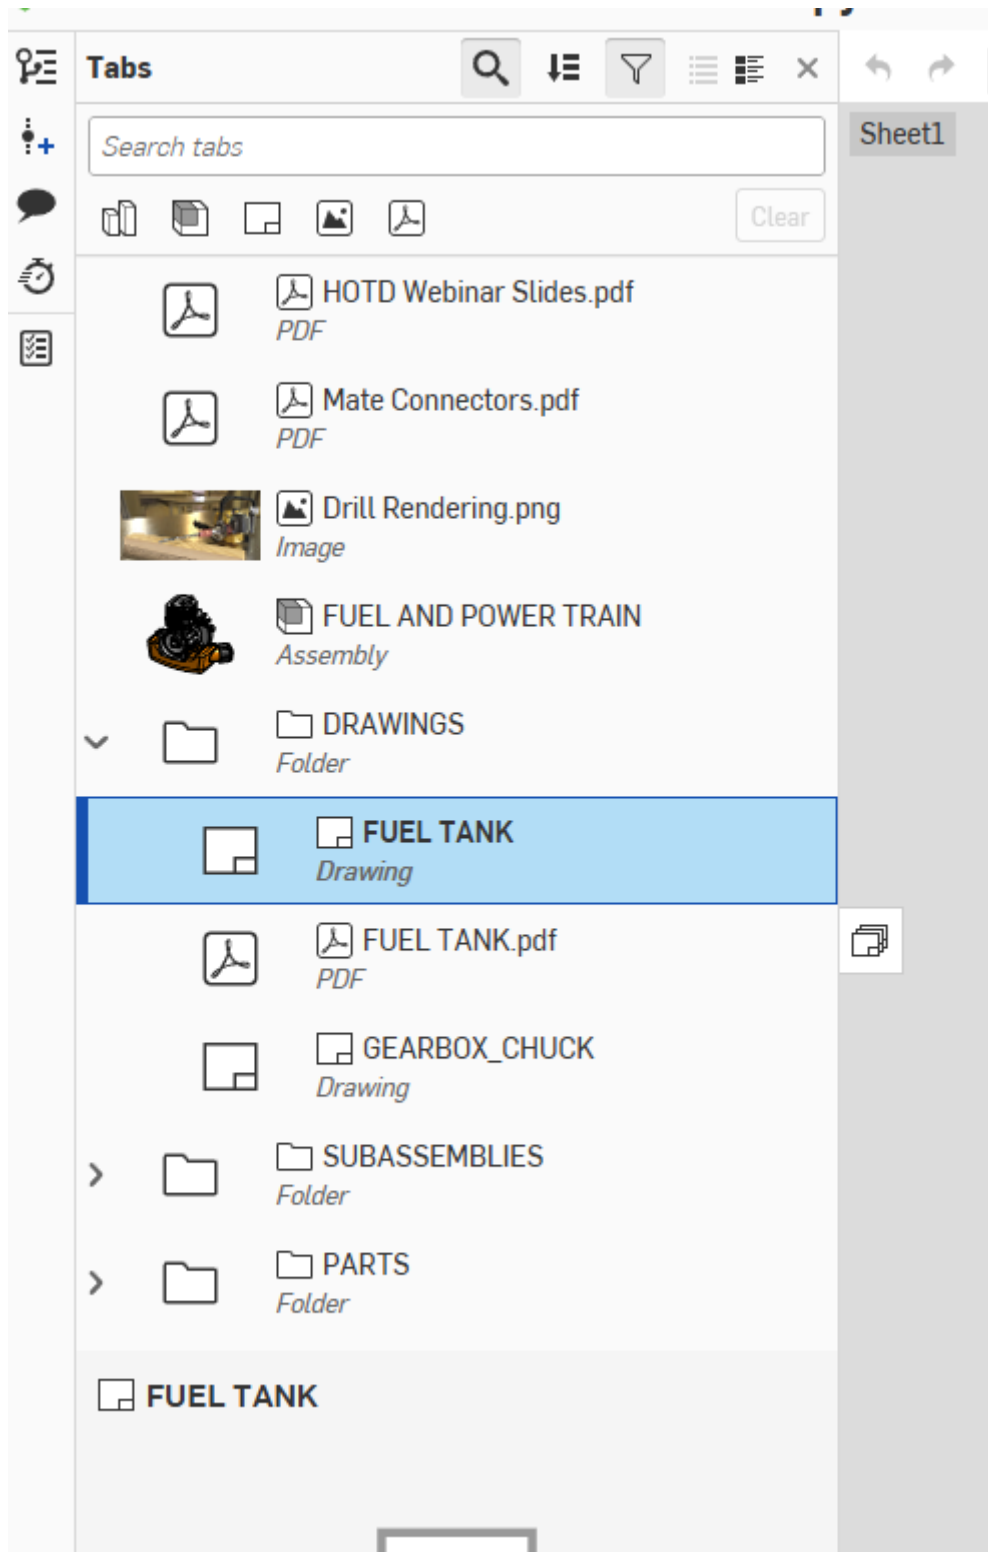 Tabs
Search tabs
Clear
HOTD Webinar Slides.pdf
PDF
Mate Connectors.pdf
PDF
Drill Rendering.png
Image
FUEL AND POWER TRAIN
Assembly
DRAWINGS
Folder
FUEL TANK
Drawing
FUEL TANK.pdf
PDF
GEARBOX_CHUCK
Drawing
SUBASSEMBLIES
Folder
PARTS
Folder
FUEL TANK
Sheet1